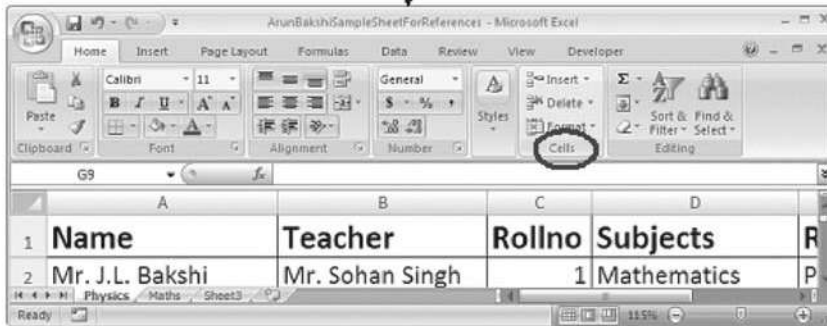 ArunBakshiSampleSheetForReferences - Microsoft Excel
Home Insert Page Layout Formulas Data Review View Developer
Calibri 11 General Insert
Paste B I U A A $ % , Styles Delete Sort & Find &
A Format Filter Select
Clipboard Font Alignment Number Cells Editing
G9 fx
A B C D
1 Name Teacher Rollno Subjects R
2 Mr. J.L. Bakshi Mr. Sohan Singh 1 Mathematics P
Physics Maths Sheet3
Ready 115%